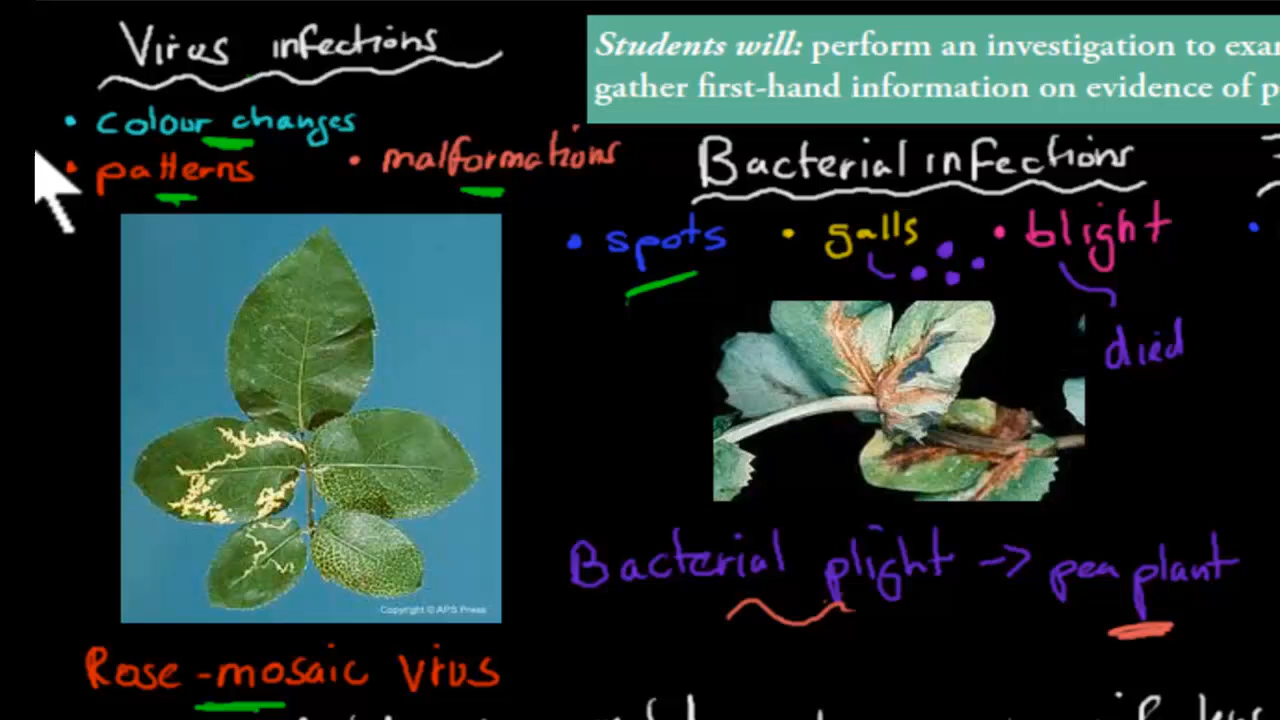 Virus infections
• colour changes
• patterns • malformations
Copyright © APS Press
Rose-mosaic virus
Students will: perform an investigation to exa
gather first-hand information on evidence of p
Bacterial infections
• spots • galls • blight
died
Bacterial plight -> pea plant